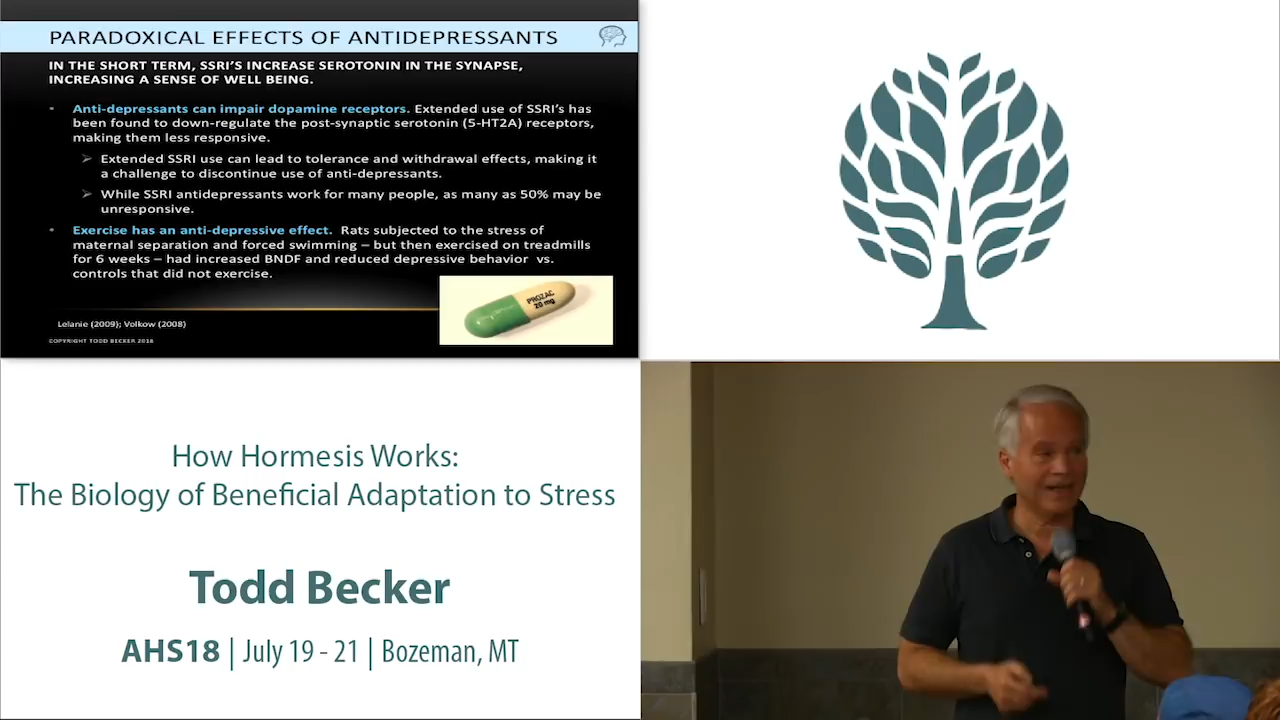 PARADOXICAL EFFECTS OF ANTIDEPRESSANTS
IN THE SHORT TERM, SSRI'S INCREASE SEROTONIN IN THE SYNAPSE,
INCREASING A SENSE OF WELL BEING.
• Anti-depressants can impair dopamine receptors. Extended use of SSRI's has
been found to down-regulate the post-synaptic serotonin (5-HT2A) receptors,
making them less responsive.
➢ Extended SSRI use can lead to tolerance and withdrawal effects, making it
a challenge to discontinue use of anti-depressants.
➢ While SSRI antidepressants work for many people, as many as 50% may be
unresponsive.
• Exercise has an anti-depressive effect. Rats subjected to the stress of
maternal separation and forced swimming – but then exercised on treadmills
for 6 weeks – had increased BNDF and reduced depressive behavior vs.
controls that did not exercise.
PROZAC
20 mg
Lelanie (2009); Volkow (2008)
COPYRIGHT TODD BECKER 2018
How Hormesis Works:
The Biology of Beneficial Adaptation to Stress
Todd Becker
AHS18 | July 19 - 21 | Bozeman, MT